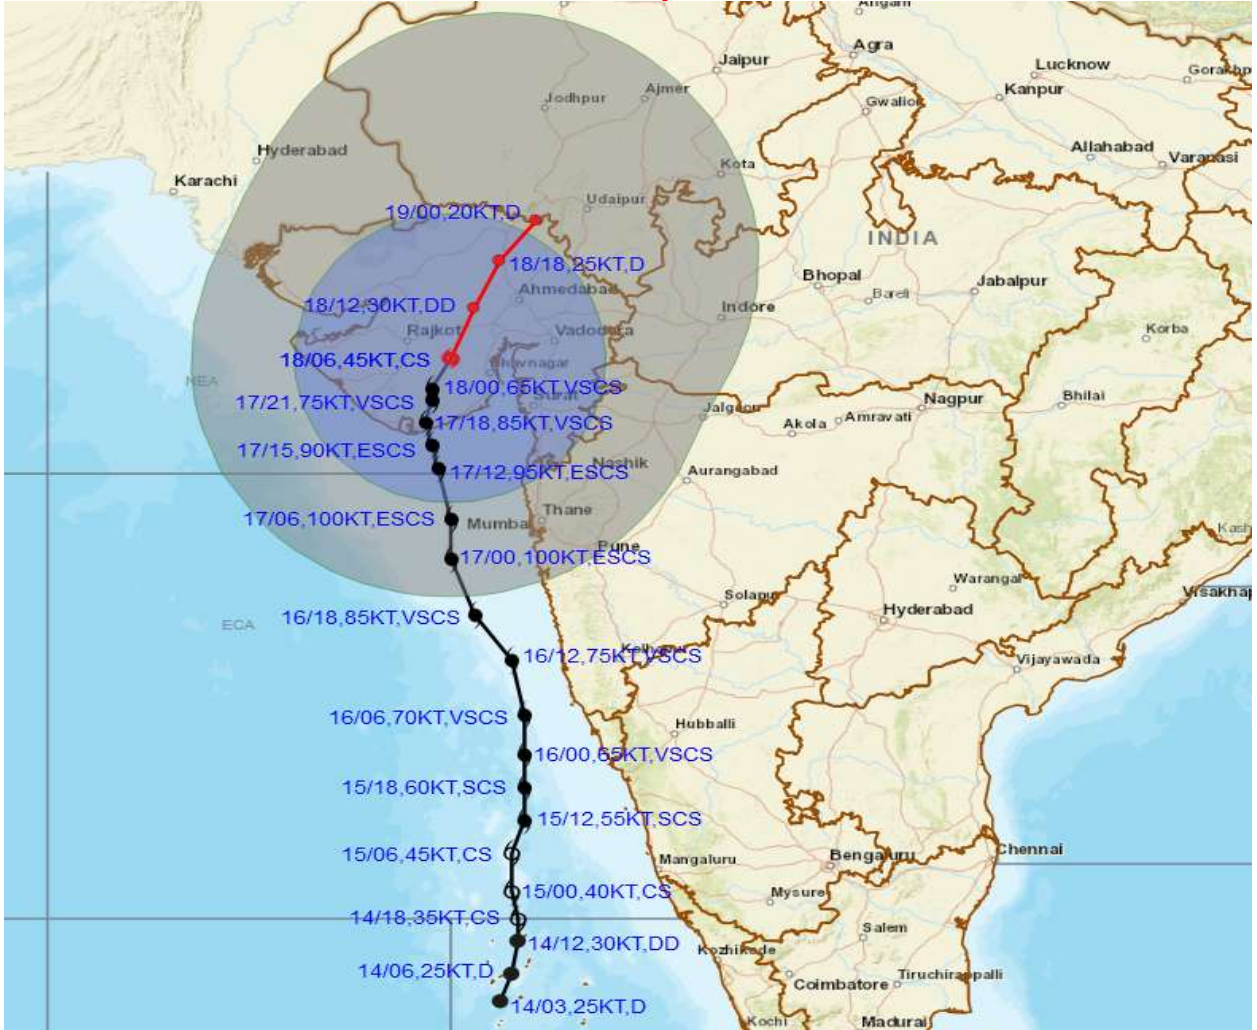 Angam
Agra
Jaipur
Lucknow
Gorakhp
Ajmer
Kanpur
Jodhpur
Gwalior
Hyderabad
Allahabad
Kota
Varanasi
Karachi
19/00,20KT,D
Udaipur
INDIA
18/18,25KT,D
Bhopal
Jabalpur
Ahmedabad
Bareli
18/12,30KT,DD
Indore
Rajkot
Vadodara
Korba
18/06,45KT,CS
Bhavnagar
NEA
18/00,65KT,VSCS
Bhilai
17/21,75KT,VSCS
Surat
Nagpur
Jalgaon
Akola
Amravati
17/18,85KT,VSCS
17/15,90KT,ESCS
Nashik
17/12,95KT,ESCS
Aurangabad
Thane
17/06,100KT,ESCS
Mumbai
Kash
Pune
17/00,100KT,ESCS
Warangal
Solapur
Visakhap
16/18,85KT,VSCS
Hyderabad
ECA
Kolhapur
16/12,75KT,VSCS
Vijayawada
16/06,70KT,VSCS
Hubballi
16/00,65KT,VSCS
15/18,60KT,SCS
15/12,55KT,SCS
Chennai
15/06,45KT,CS
Mangaluru
Bengaluru
15/00,40KT,CS
Mysure
14/18,35KT,CS
Salem
14/12,30KT,DD
Kozhikode
14/06,25KT,D
Coimbatore
Tiruchirappalli
14/03,25KT,D
Kochi
Madurai